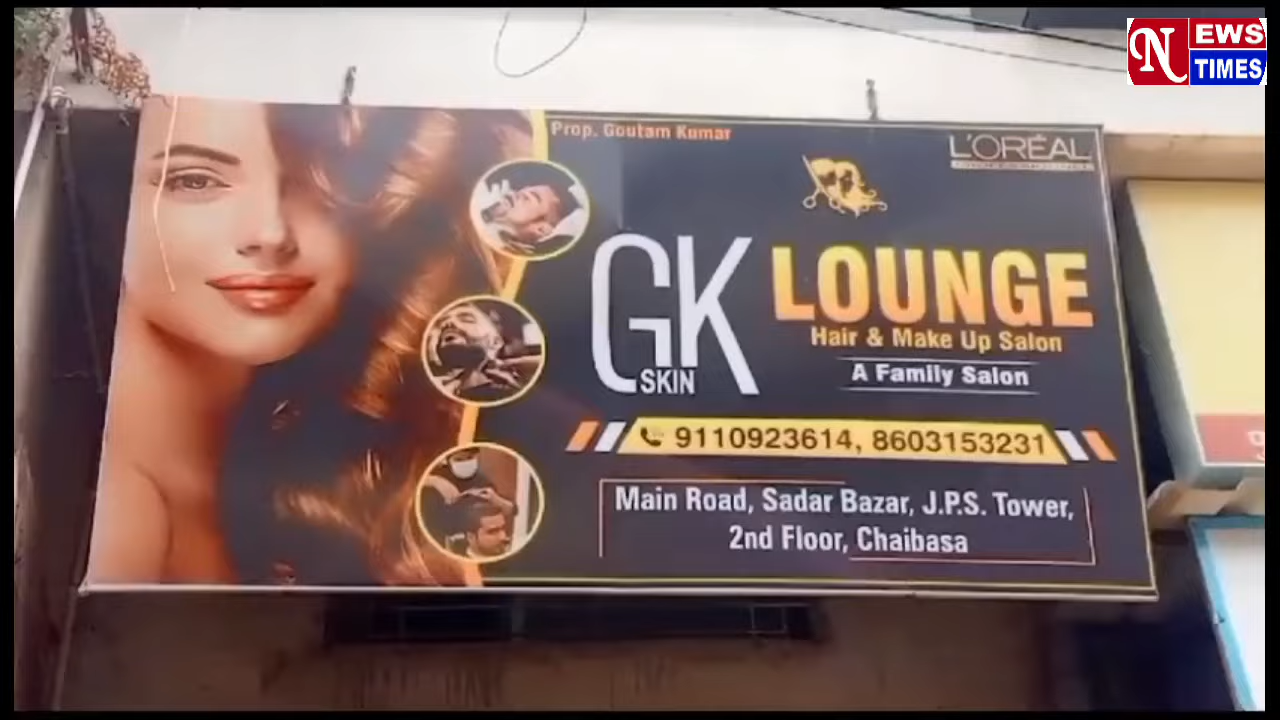 NEWS
TIMES
Prop. Goutam Kumar
L'ORÉAL
GK
SKIN
LOUNGE
Hair & Make Up Salon
A Family Salon
9110923614, 8603153231
Main Road, Sadar Bazar, J.P.S. Tower,
2nd Floor, Chaibasa